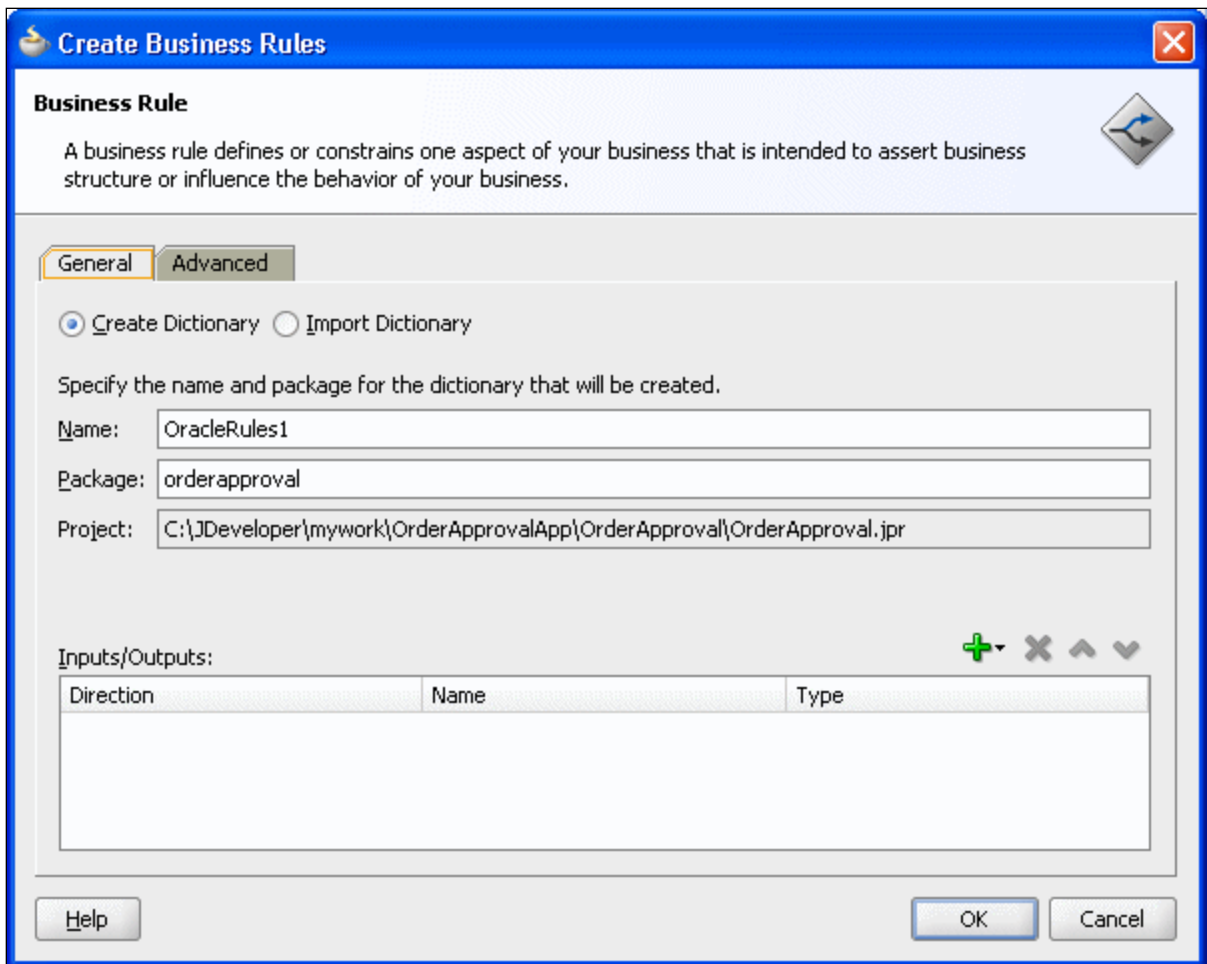 Create Business Rules
Business Rule
A business rule defines or constrains one aspect of your business that is intended to assert business
structure or influence the behavior of your business.
General Advanced
Create Dictionary Import Dictionary
Specify the name and package for the dictionary that will be created.
Name: OracleRules1
Package: orderapproval
Project: C:\JDeveloper\mywork\OrderApprovalApp\OrderApproval\OrderApproval.jpr
Inputs/Outputs:
Direction Name Type
Help OK Cancel